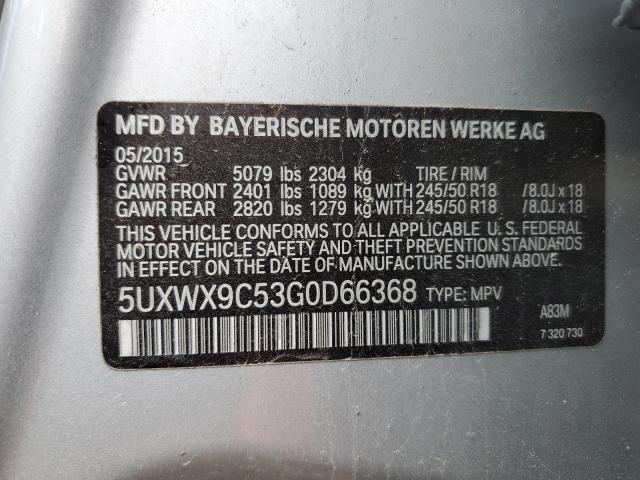 MFD BY BAYERISCHE MOTOREN WERKE AG
05/2015
GVWR 5079 lbs 2304 kg TIRE / RIM
GAWR FRONT 2401 lbs 1089 kg WITH 245/50 R18 /8.0J x 18
GAWR REAR 2820 lbs 1279 kg WITH 245/50 R18 /8.0J x 18
THIS VEHICLE CONFORMS TO ALL APPLICABLE U. S. FEDERAL
MOTOR VEHICLE SAFETY AND THEFT PREVENTION STANDARDS
IN EFFECT ON THE DATE OF MANUFACTURE SHOWN ABOVE.
5UXWX9C53G0D66368 TYPE: MPV
A83M
7 320 730